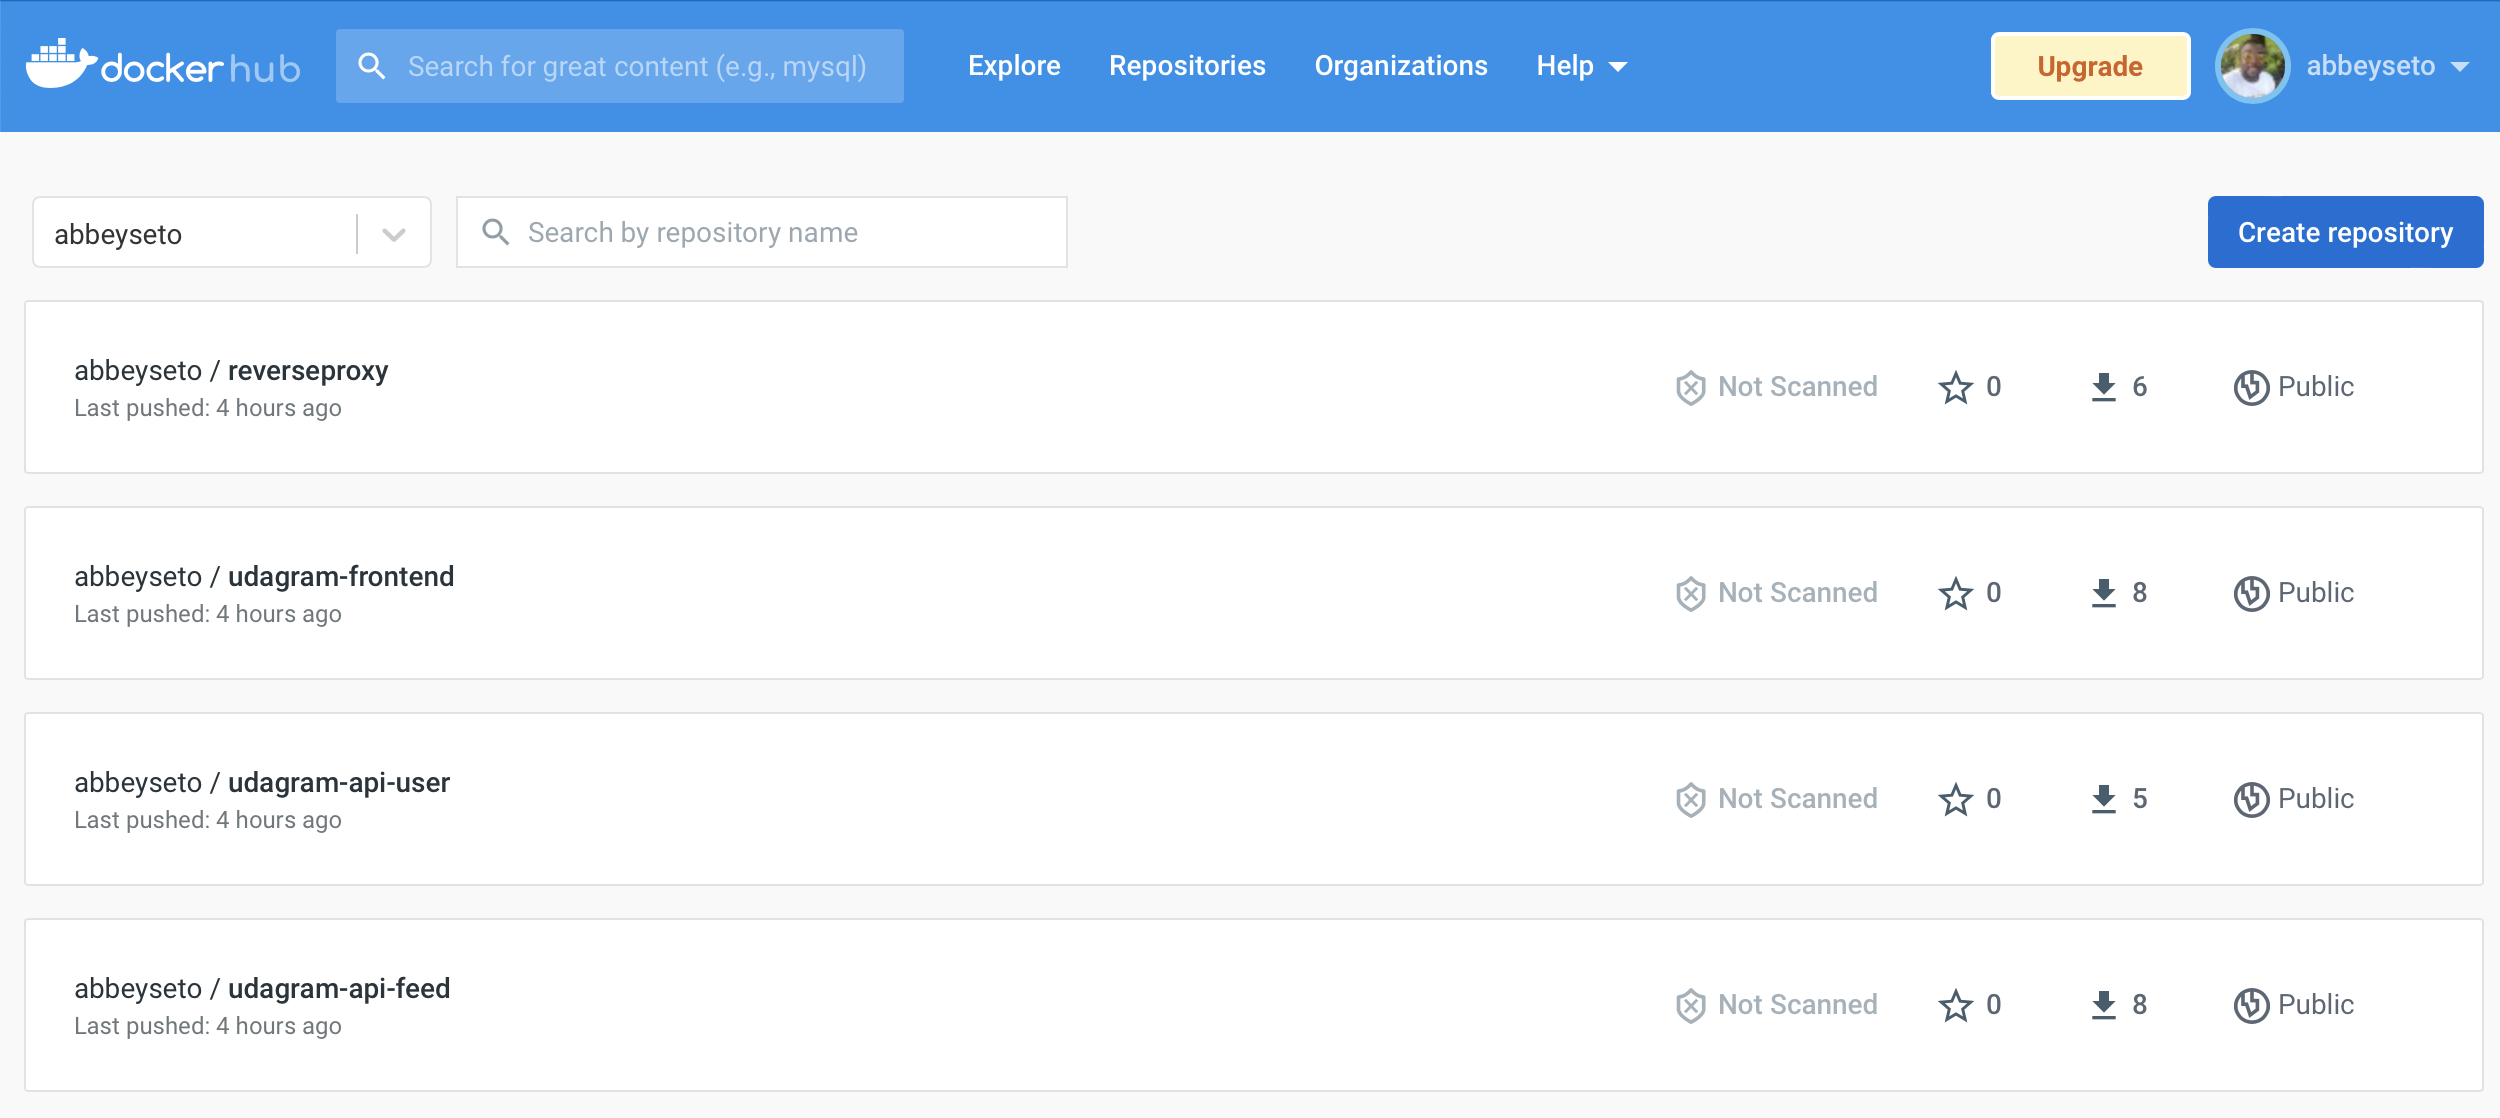 docker hub
Search for great content (e.g., mysql)
Explore
Repositories
Organizations
Help
Upgrade
abbeyseto
abbeyseto
Search by repository name
Create repository
abbeyseto / reverseproxy
Last pushed: 4 hours ago
Not Scanned
0
6
Public
abbeyseto / udagram-frontend
Last pushed: 4 hours ago
Not Scanned
0
8
Public
abbeyseto / udagram-api-user
Last pushed: 4 hours ago
Not Scanned
0
5
Public
abbeyseto / udagram-api-feed
Last pushed: 4 hours ago
Not Scanned
0
8
Public